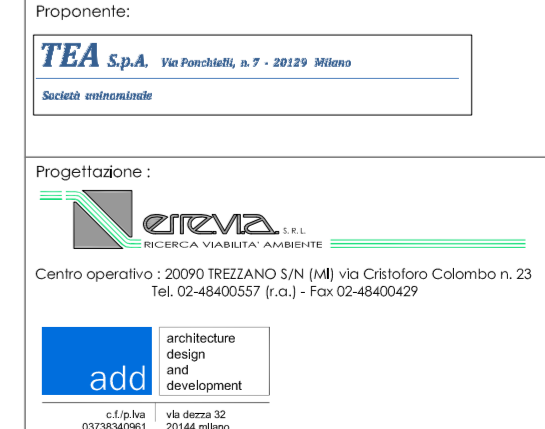 Proponente:
TEA S.p.A. Via Ponchielli, n. 7 - 20129 Milano
Società uninominale
Progettazione :
errevia S.R.L.
RICERCA VIABILITA' AMBIENTE
Centro operativo : 20090 TREZZANO S/N (MI) via Cristoforo Colombo n. 23
Tel. 02-48400557 (r.a.) - Fax 02-48400429
add
architecture
design
and
development
c.f./p.Iva via dezza 32
03738340961 20144 milano